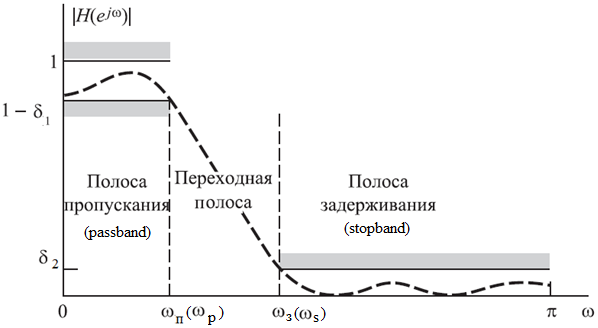 |H(e^{jω})|
1
1 – δ₁
Полоса пропускания
(passband)
Переходная полоса
Полоса задерживания
(stopband)
δ₂
0
ωп(ωp)
ωз(ωs)
π
ω